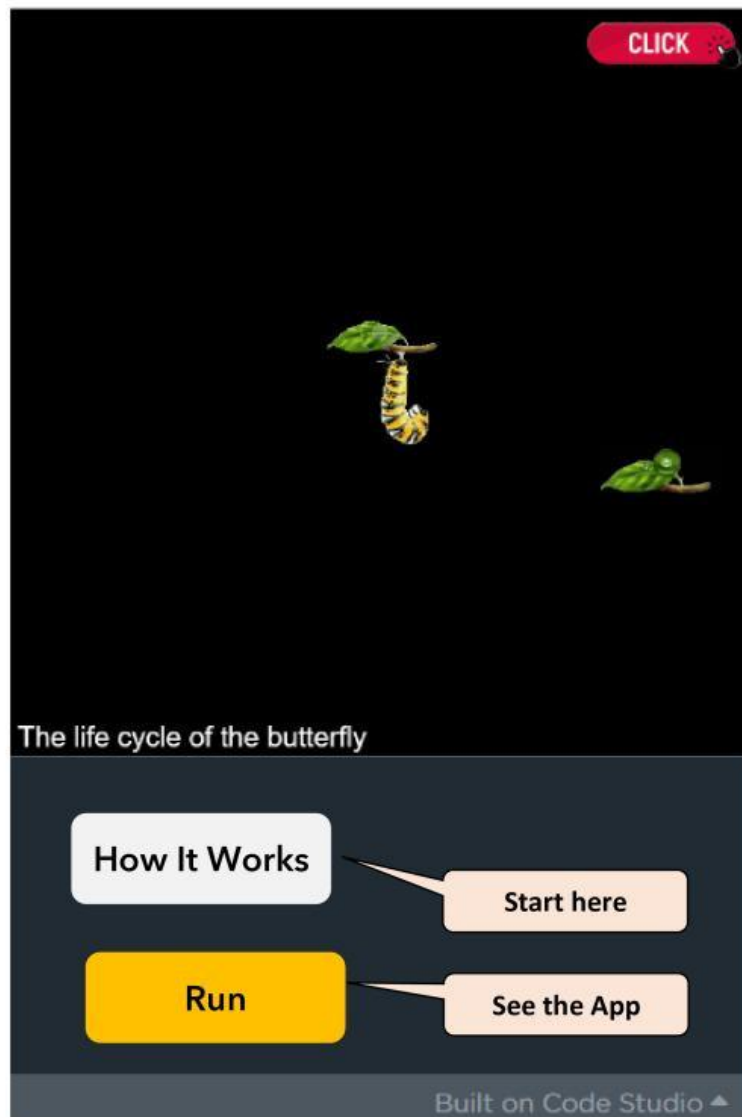 CLICK
The life cycle of the butterfly
How It Works
Start here
Run
See the App
Built on Code Studio